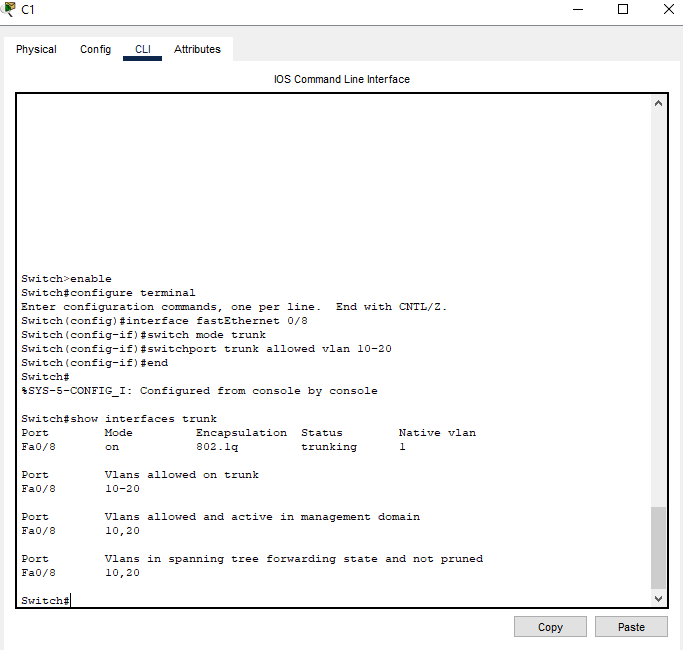 C1
Physical Config CLI Attributes
IOS Command Line Interface
Switch>enable
Switch#configure terminal
Enter configuration commands, one per line.  End with CNTL/Z.
Switch(config)#interface fastEthernet 0/8
Switch(config-if)#switch mode trunk
Switch(config-if)#switchport trunk allowed vlan 10-20
Switch(config-if)#end
Switch#
%SYS-5-CONFIG_I: Configured from console by console
Switch#show interfaces trunk
Port        Mode         Encapsulation  Status        Native vlan
Fa0/8       on           802.1q         trunking      1
Port        Vlans allowed on trunk
Fa0/8       10-20
Port        Vlans allowed and active in management domain
Fa0/8       10,20
Port        Vlans in spanning tree forwarding state and not pruned
Fa0/8       10,20
Switch#
Copy Paste